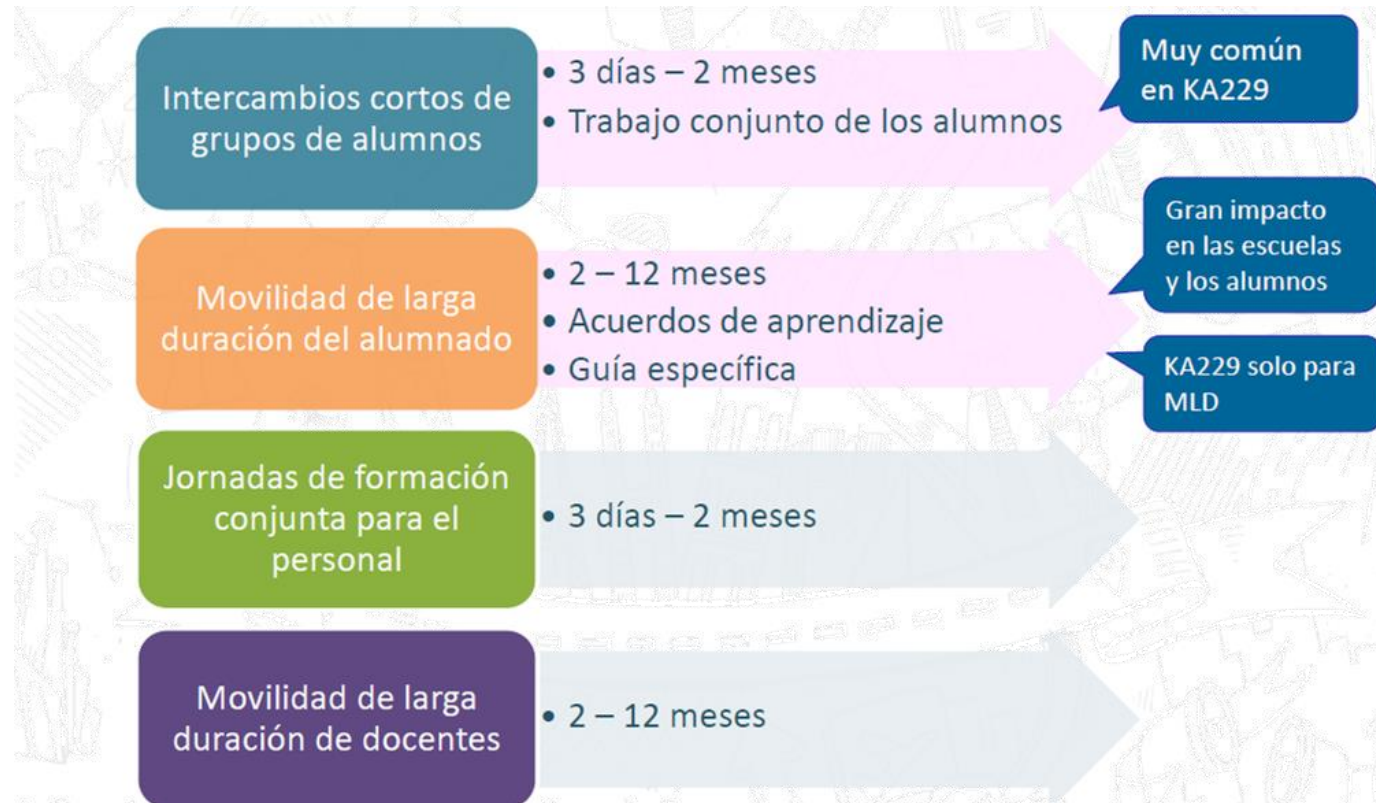 Intercambios cortos de
grupos de alumnos
• 3 días – 2 meses
• Trabajo conjunto de los alumnos
Muy común
en KA229
Movilidad de larga
duración del alumnado
• 2 – 12 meses
• Acuerdos de aprendizaje
• Guía específica
Gran impacto
en las escuelas
y los alumnos
KA229 solo para
MLD
Jornadas de formación
conjunta para el
personal
• 3 días – 2 meses
Movilidad de larga
duración de docentes
• 2 – 12 meses